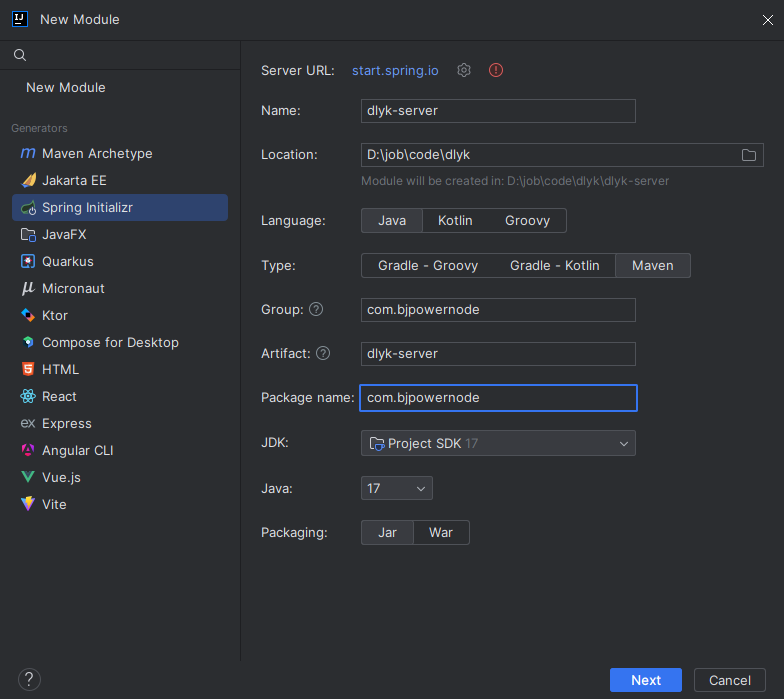 New Module
New Module
Generators
Maven Archetype
Jakarta EE
Spring Initializr
JavaFX
Quarkus
Micronaut
Ktor
Compose for Desktop
HTML
React
ex Express
Angular CLI
Vue.js
Vite
Server URL: start.spring.io
Name: dlyk-server
Location: D:\job\code\dlyk
Module will be created in: D:\job\code\dlyk\dlyk-server
Language: Java Kotlin Groovy
Type: Gradle - Groovy Gradle - Kotlin Maven
Group: ? com.bjpowernode
Artifact: ? dlyk-server
Package name: com.bjpowernode
JDK: Project SDK 17
Java: 17
Packaging: Jar War
? Next Cancel